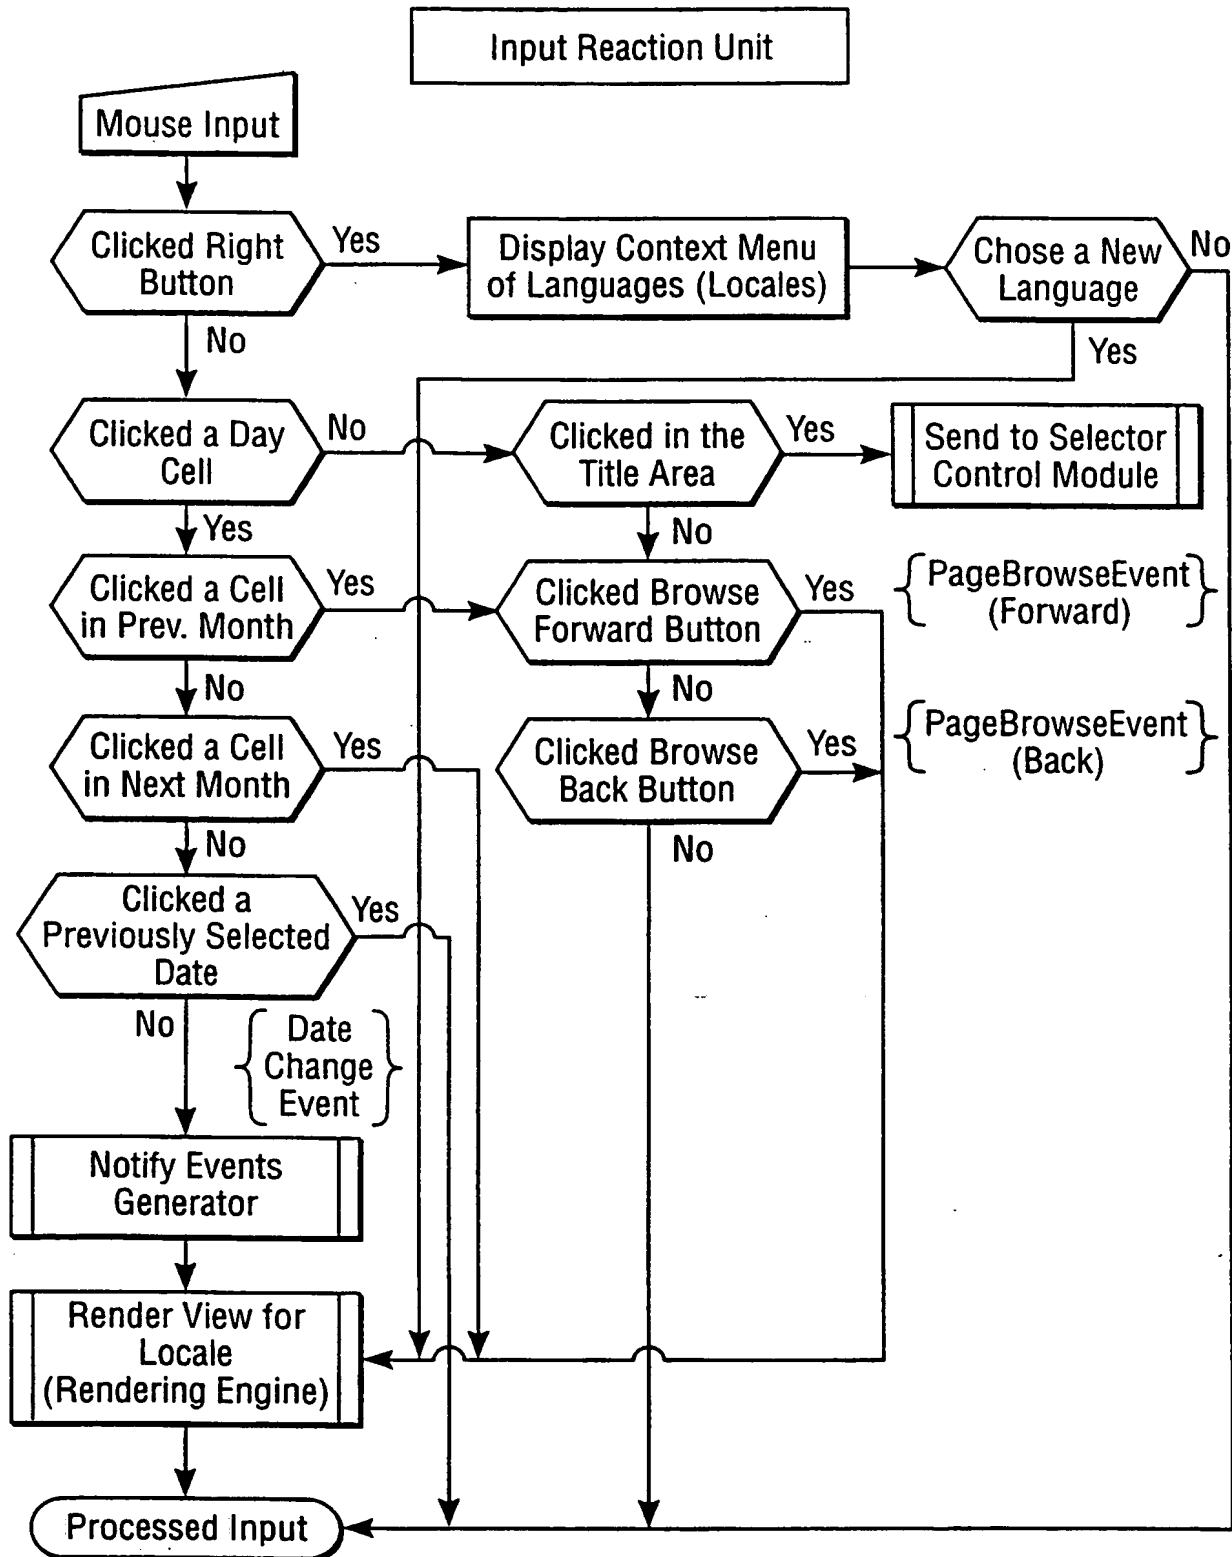 Input Reaction Unit
Mouse Input
Clicked Right
Button
Yes
Display Context Menu
of Languages (Locales)
Chose a New
Language
No
No
Yes
Clicked a Day
Cell
No
Clicked in the
Title Area
Yes
Send to Selector
Control Module
Yes
No
Clicked a Cell
in Prev. Month
Yes
Clicked Browse
Forward Button
Yes
PageBrowseEvent
(Forward)
No
No
Clicked a Cell
in Next Month
Yes
Clicked Browse
Back Button
Yes
PageBrowseEvent
(Back)
No
No
Clicked a
Previously Selected
Date
Yes
No
Date
Change
Event
Notify Events
Generator
Render View for
Locale
(Rendering Engine)
Processed Input